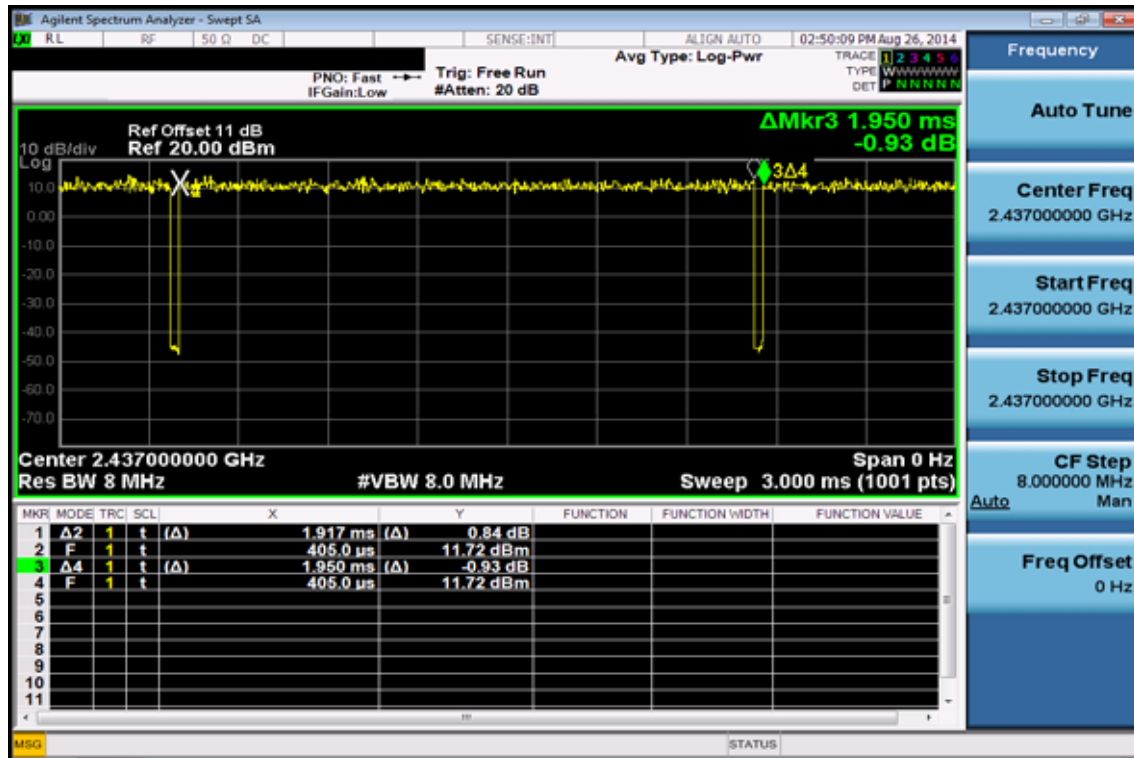 Agilent Spectrum Analyzer - Swept SA
RL RF 50 Ω DC SENSE:INT ALIGN AUTO 02:50:09 PM Aug 26, 2014
PNO: Fast Trig: Free Run Avg Type: Log-Pwr TRACE 1 2 3 4 5 6
IFGain:Low #Atten: 20 dB TYPE WWWWWW
DET P N N N N N
Frequency
Auto Tune
Center Freq
2.437000000 GHz
Start Freq
2.437000000 GHz
Stop Freq
2.437000000 GHz
CF Step
8.000000 MHz
Auto Man
Freq Offset
0 Hz
ΔMkr3 1.950 ms
-0.93 dB
Ref Offset 11 dB
10 dB/div Ref 20.00 dBm
Log
10.0
0.00
-10.0
-20.0
-30.0
-40.0
-50.0
-60.0
-70.0
X
4
3Δ4
Center 2.437000000 GHz Span 0 Hz
Res BW 8 MHz #VBW 8.0 MHz Sweep 3.000 ms (1001 pts)
MKR MODE TRC SCL X Y FUNCTION FUNCTION WIDTH FUNCTION VALUE
1 Δ2 1 t (Δ) 1.917 ms (Δ) 0.84 dB
2 F 1 t 405.0 µs 11.72 dBm
3 Δ4 1 t (Δ) 1.950 ms (Δ) -0.93 dB
4 F 1 t 405.0 µs 11.72 dBm
5
6
7
8
9
10
11
MSG STATUS